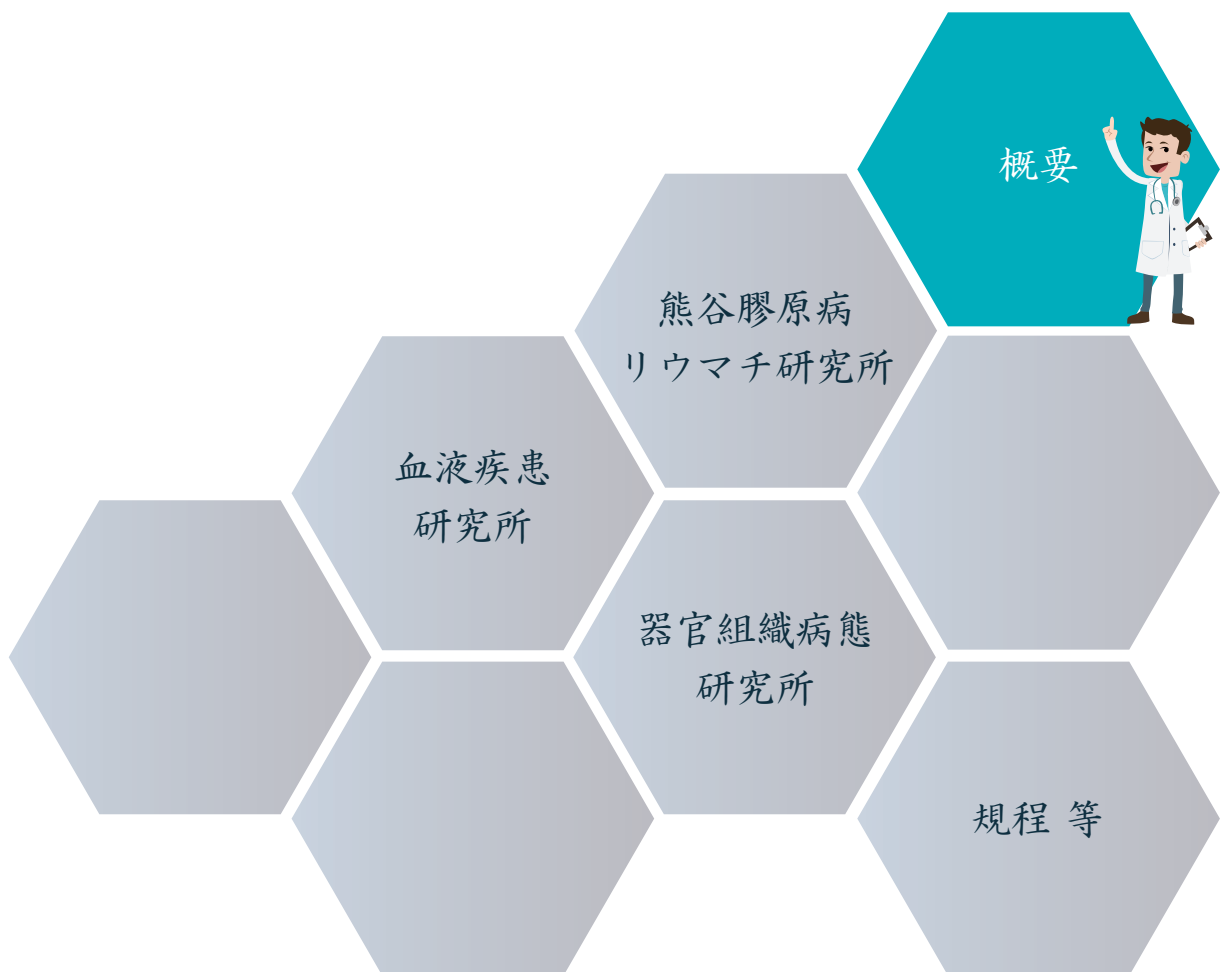 概要
熊谷膠原病
リウマチ研究所
血液疾患
研究所
器官組織病態
研究所
規程 等